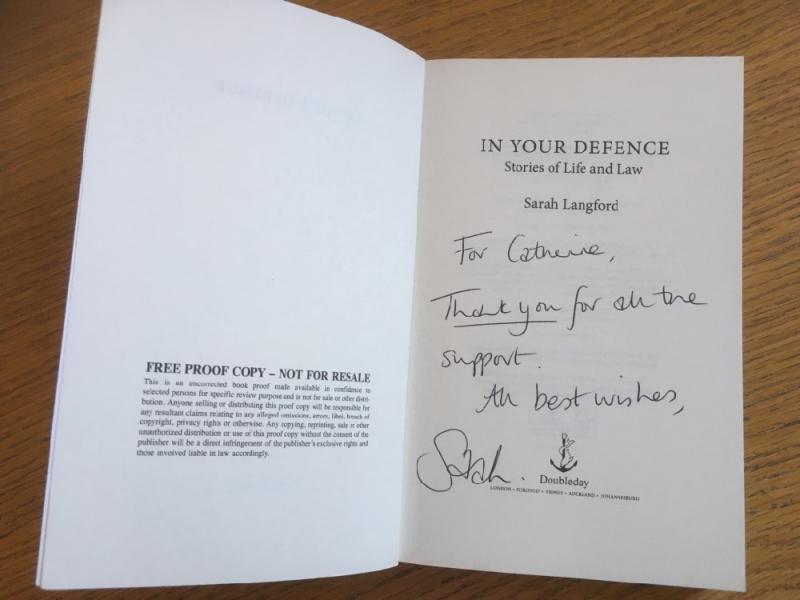 FREE PROOF COPY – NOT FOR RESALE
This is an uncorrected book proof made available in confidence to
selected persons for specific review purpose and is not for sale or other distri-
bution. Anyone selling or distributing this proof copy will be responsible for
any resultant claims relating to any alleged omissions, errors, libel, breach of
copyright, privacy rights or otherwise. Any copying, reprinting, sale or other
unauthorized distribution or use of this proof copy without the consent of the
publisher will be a direct infringement of the publisher's exclusive rights and
those involved liable in law accordingly.
IN YOUR DEFENCE
Stories of Life and Law
Sarah Langford
For Catherine,
Thank you for all the
support.
All best wishes,
Sarah.
Doubleday
LONDON • TORONTO • SYDNEY • AUCKLAND • JOHANNESBURG